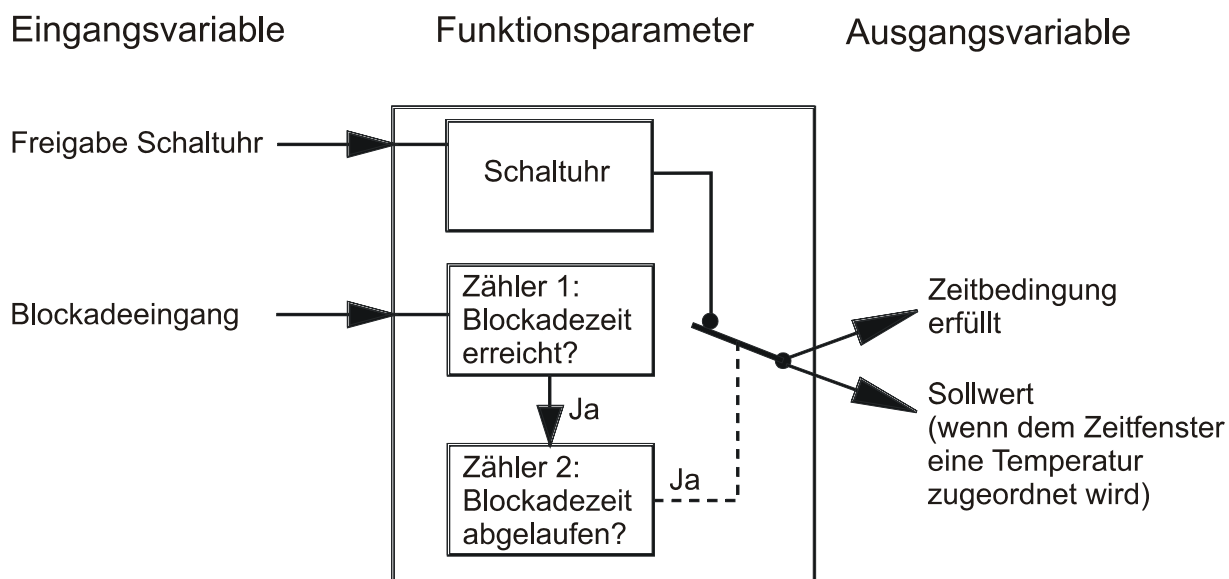 Eingangsvariable
Funktionsparameter
Ausgangsvariable
Freigabe Schaltuhr
Schaltuhr
Blockadeeingang
Zähler 1:
Blockadezeit
erreicht?
Ja
Zähler 2:
Blockadezeit
abgelaufen?
Ja
Zeitbedingung
erfüllt
Sollwert
(wenn dem Zeitfenster
eine Temperatur
zugeordnet wird)